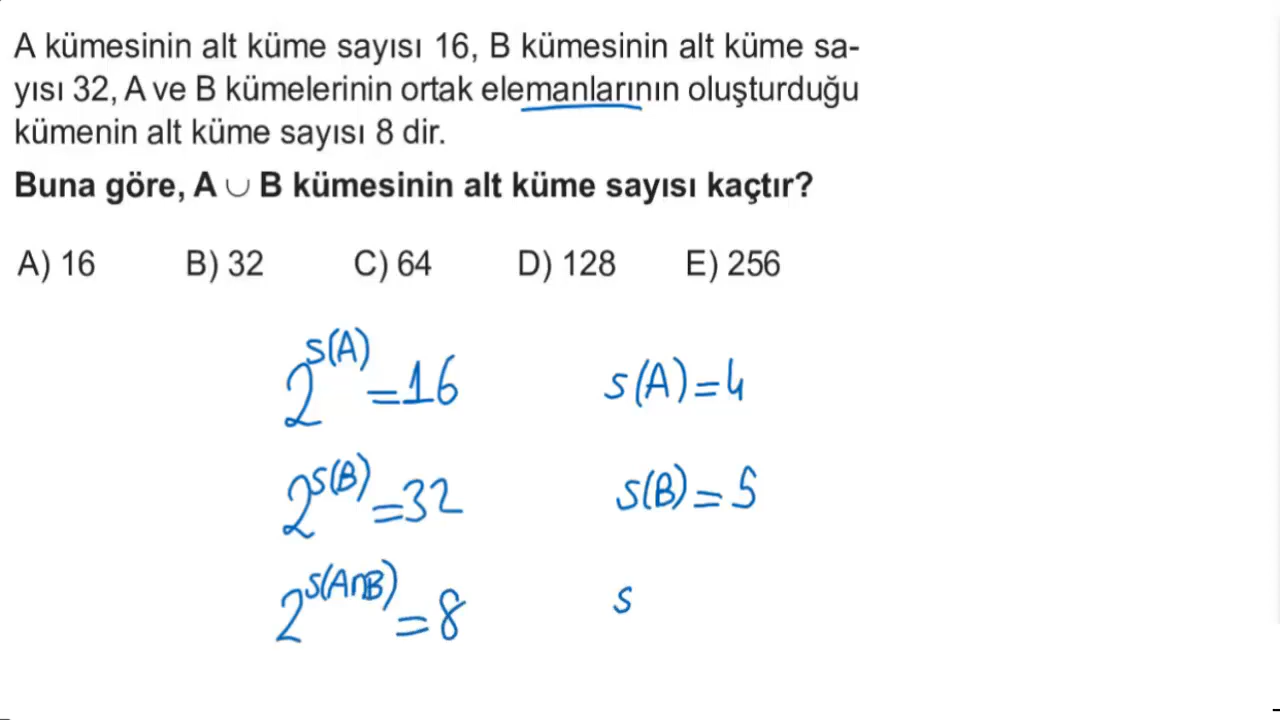 A kümesinin alt küme sayısı 16, B kümesinin alt küme sa-
yısı 32, A ve B kümelerinin ortak elemanlarının oluşturduğu
kümenin alt küme sayısı 8 dir.
Buna göre, A ∪ B kümesinin alt küme sayısı kaçtır?
A) 16 B) 32 C) 64 D) 128 E) 256
2^s(A) = 16 s(A) = 4
2^s(B) = 32 s(B) = 5
2^s(A∩B) = 8 s